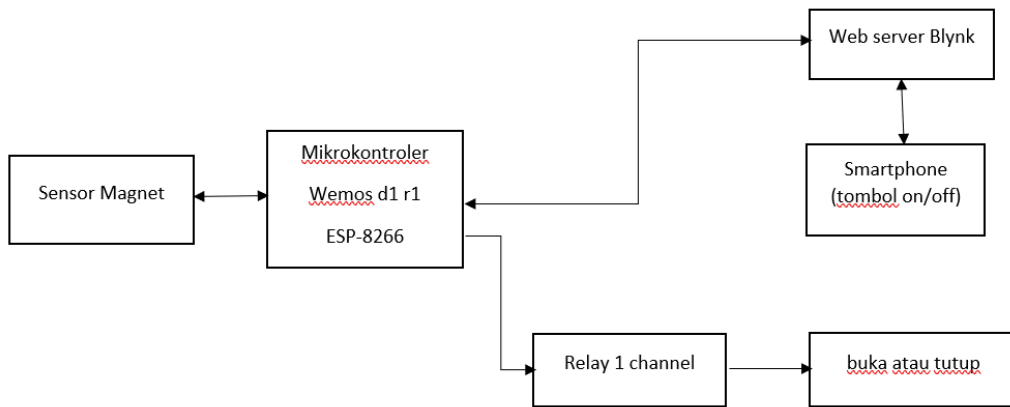 Sensor Magnet
Mikrokontroler
Wemos d1 r1
ESP-8266
Web server Blynk
Smartphone
(tombol on/off)
Relay 1 channel
buka atau tutup